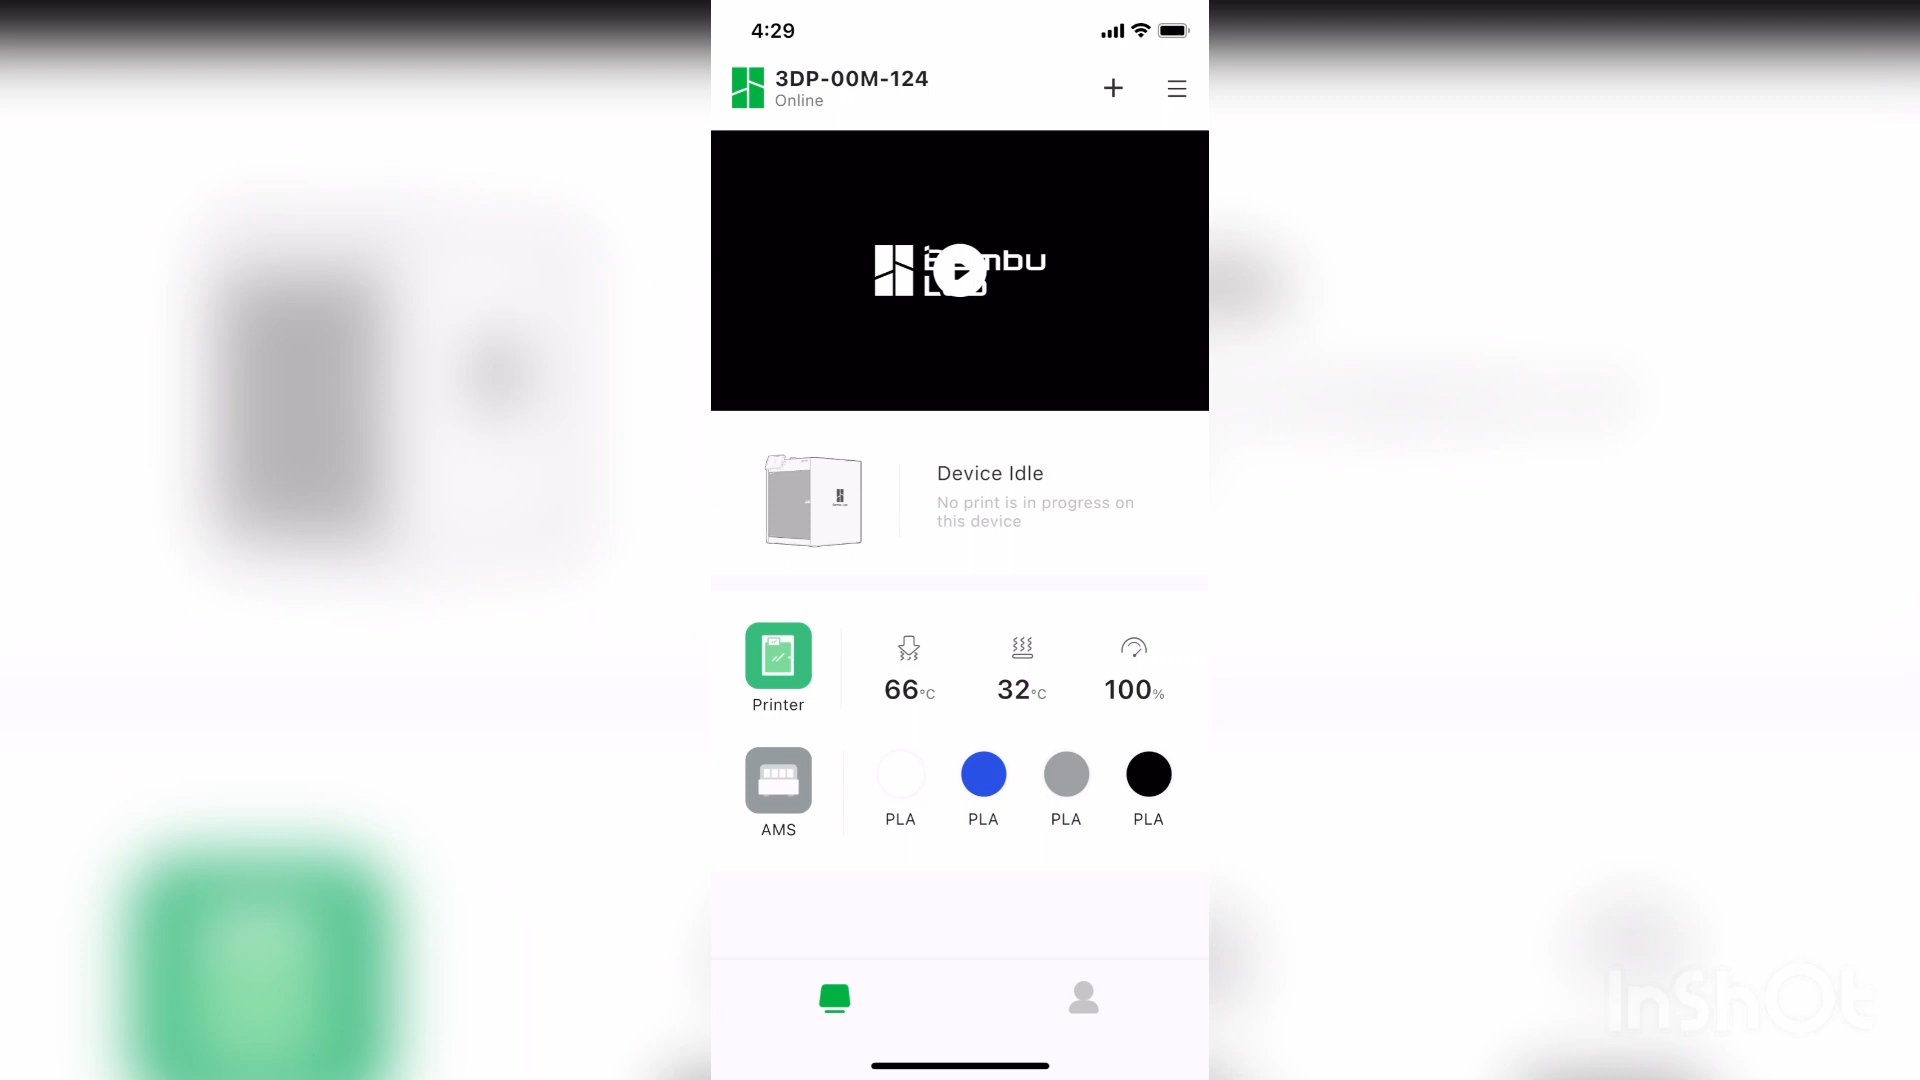 4:29
3DP-00M-124
Online
Device Idle
No print is in progress on
this device
66°C
32°C
100%
Printer
PLA
PLA
PLA
PLA
AMS
InShOt